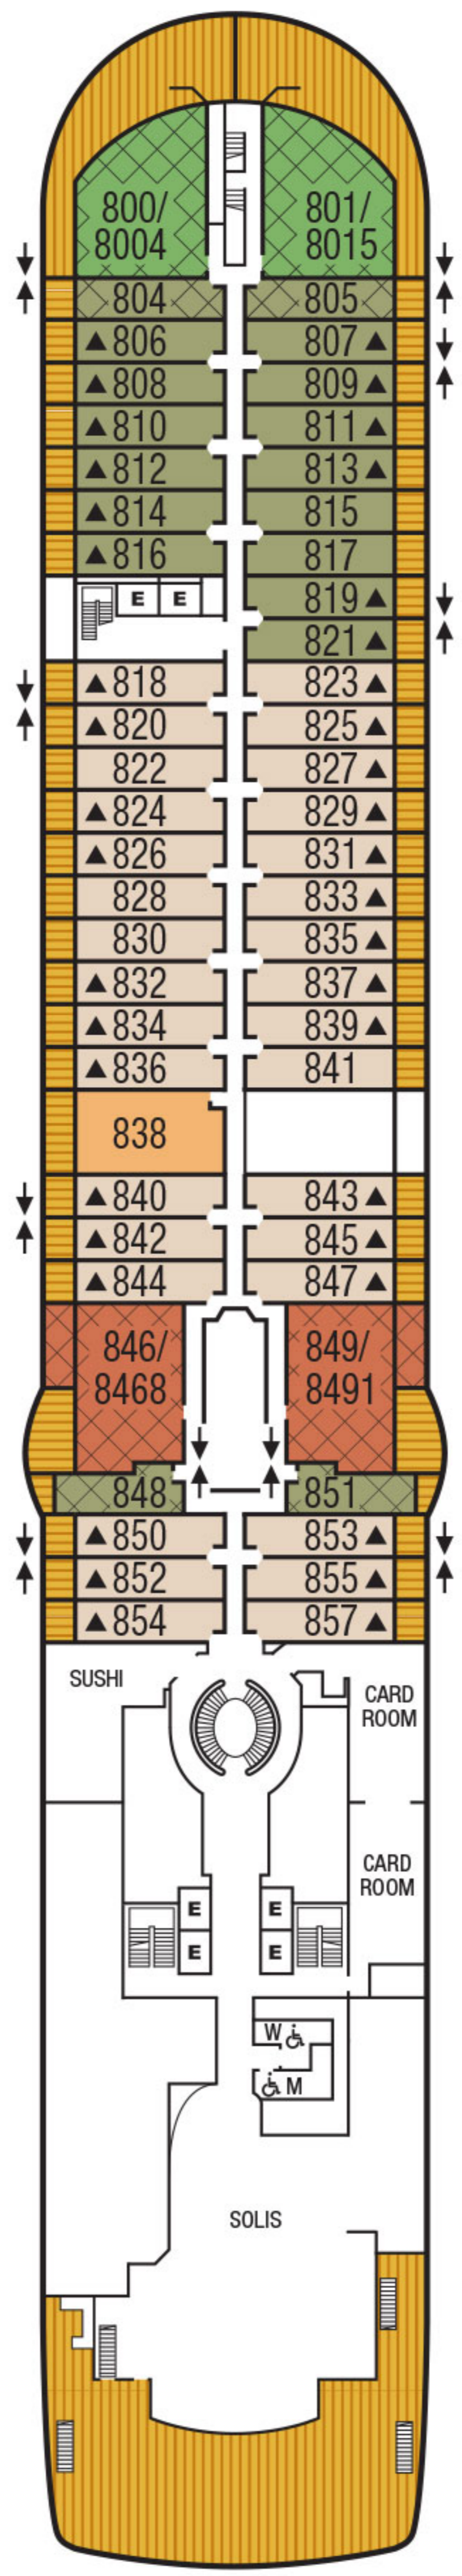 800/ 801/
8004 8015
804 805
▲806 807▲
▲808 809▲
▲810 811▲
▲812 813▲
▲814 815
▲816 817
E E 819▲
821▲
▲818 823▲
▲820 825▲
822 827▲
▲824 829▲
▲826 831▲
828 833▲
830 835▲
▲832 837▲
▲834 839▲
▲836 841
838
▲840 843▲
▲842 845▲
▲844 847▲
846/ 849/
8468 8491
848 851
▲850 853▲
▲852 855▲
▲854 857▲
SUSHI
CARD
ROOM
CARD
ROOM
E E
E E
W
M
SOLIS